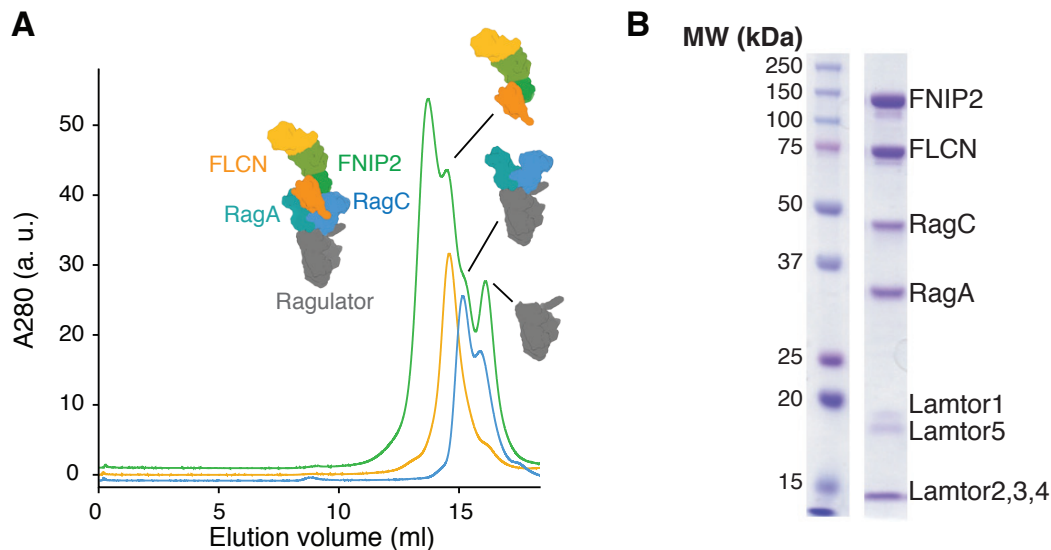 A
A280 (a. u.)
50
40
30
20
10
0
0
5
10
15
Elution volume (ml)
FLCN
FNIP2
RagA
RagC
Ragulator
B
MW (kDa)
250
150
100
75
50
37
25
20
15
FNIP2
FLCN
RagC
RagA
Lamtor1
Lamtor5
Lamtor2,3,4